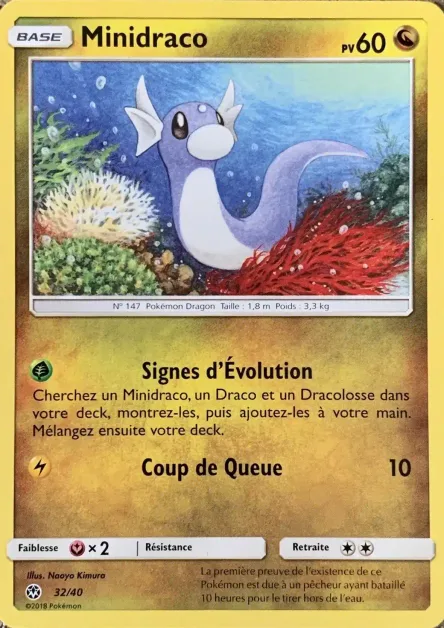 BASE Minidraco PV60
N° 147 Pokémon Dragon Taille : 1,8 m Poids : 3,3 kg
Signes d'Évolution
Cherchez un Minidraco, un Draco et un Dracolosse dans
votre deck, montrez-les, puis ajoutez-les à votre main.
Mélangez ensuite votre deck.
Coup de Queue 10
Faiblesse × 2 Résistance Retraite
Illus. Naoyo Kimura
32/40
©2018 Pokémon
La première preuve de l'existence de ce
Pokémon est due à un pêcheur ayant bataillé
10 heures pour le tirer hors de l'eau.